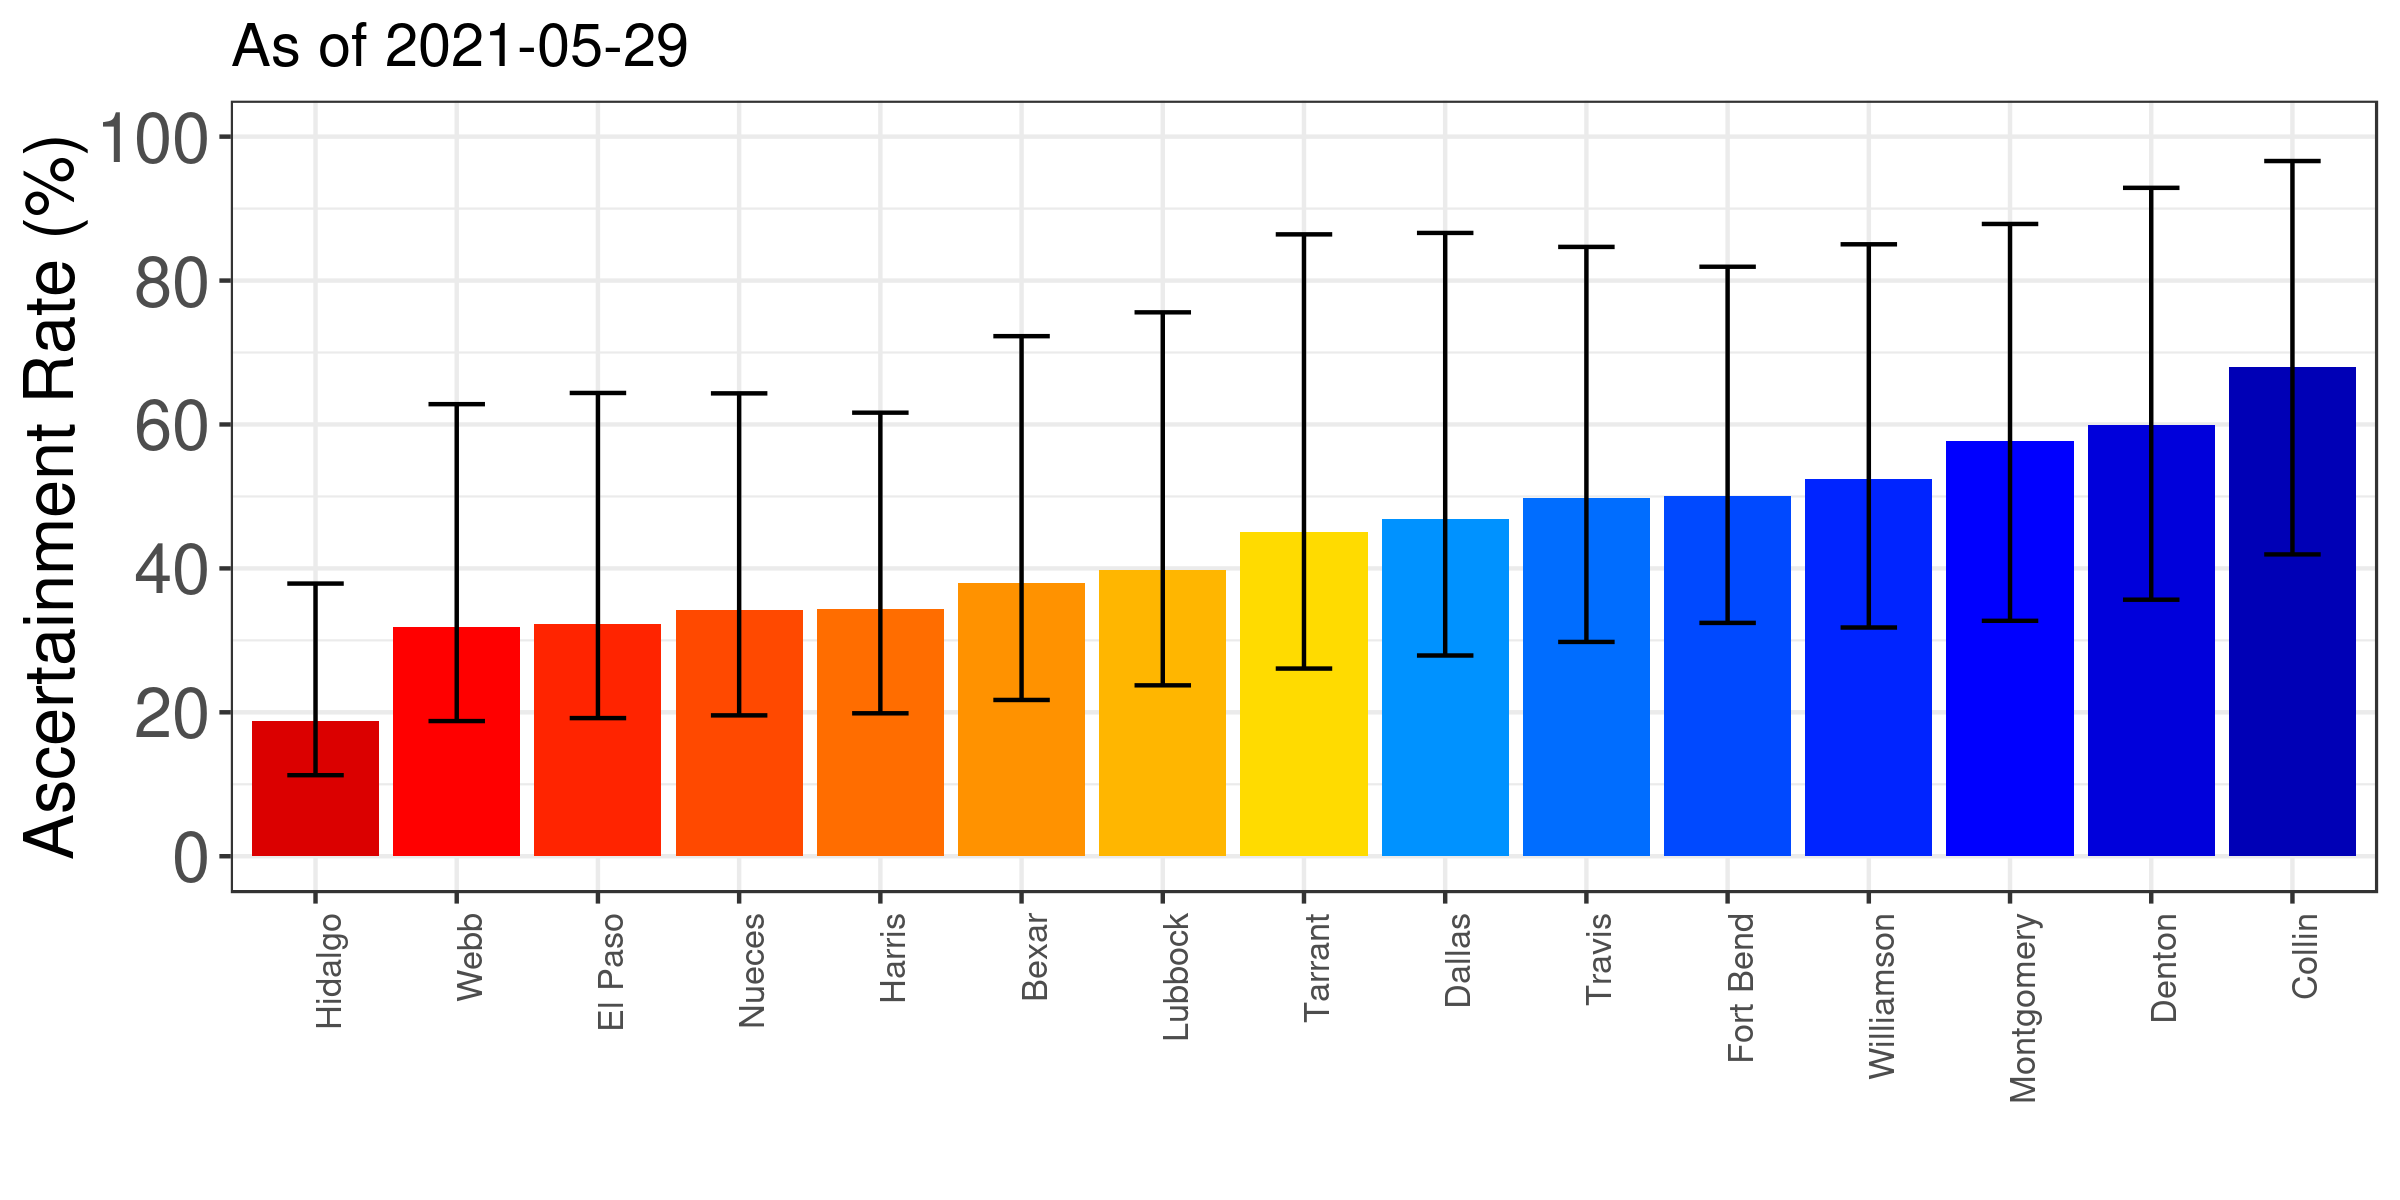 As of 2021-05-29
Ascertainment Rate (%)
100
80
60
40
20
0
Hidalgo
Webb
El Paso
Nueces
Harris
Bexar
Lubbock
Tarrant
Dallas
Travis
Fort Bend
Williamson
Montgomery
Denton
Collin